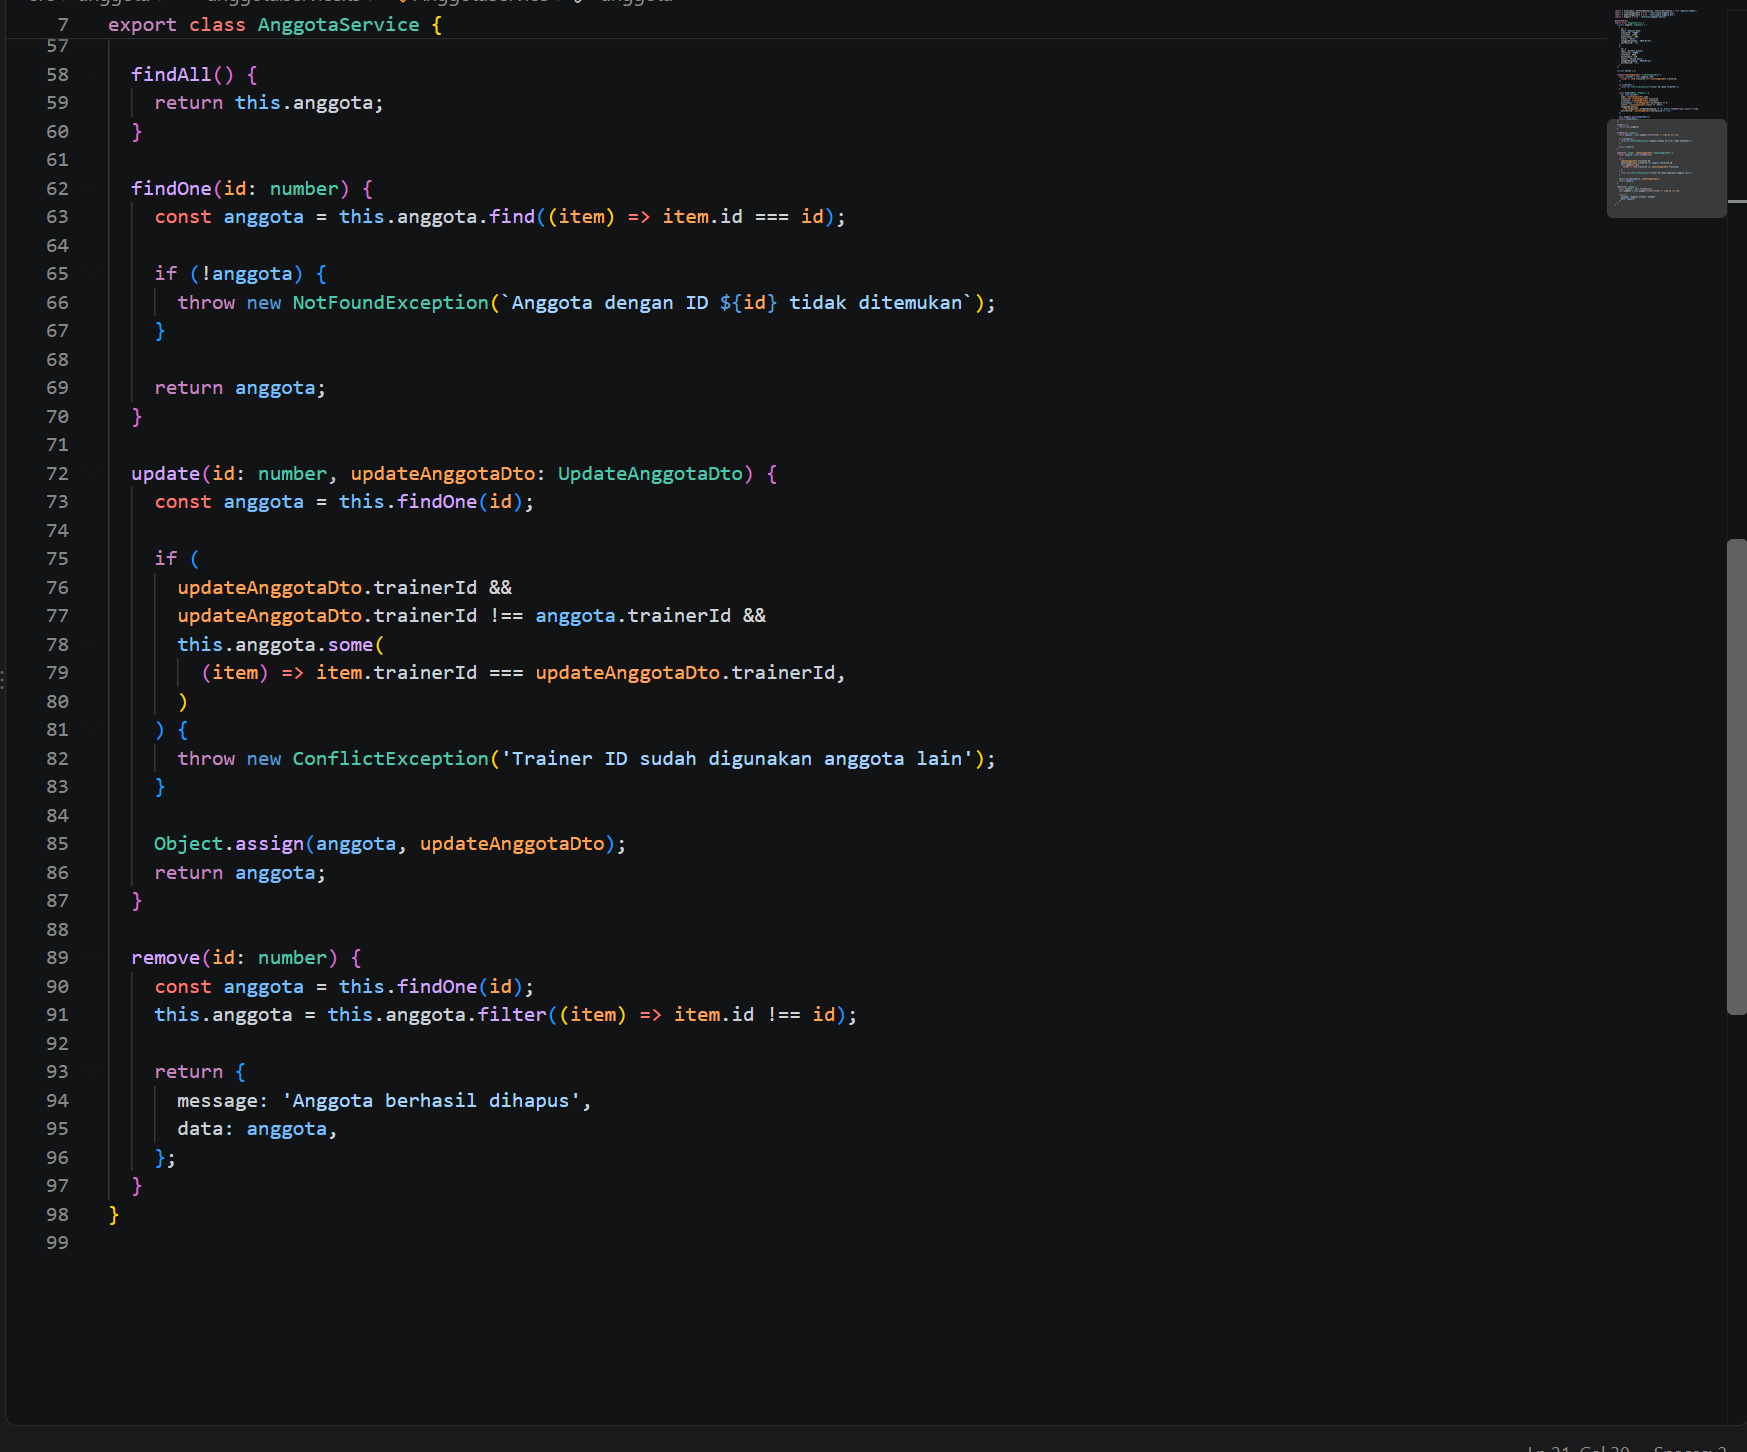 7 export class AnggotaService {
57
58 findAll() {
59 return this.anggota;
60 }
61
62 findOne(id: number) {
63 const anggota = this.anggota.find((item) => item.id === id);
64
65 if (!anggota) {
66 throw new NotFoundException(`Anggota dengan ID ${id} tidak ditemukan`);
67 }
68
69 return anggota;
70 }
71
72 update(id: number, updateAnggotaDto: UpdateAnggotaDto) {
73 const anggota = this.findOne(id);
74
75 if (
76 updateAnggotaDto.trainerId &&
77 updateAnggotaDto.trainerId !== anggota.trainerId &&
78 this.anggota.some(
79 (item) => item.trainerId === updateAnggotaDto.trainerId,
80 )
81 ) {
82 throw new ConflictException('Trainer ID sudah digunakan anggota lain');
83 }
84
85 Object.assign(anggota, updateAnggotaDto);
86 return anggota;
87 }
88
89 remove(id: number) {
90 const anggota = this.findOne(id);
91 this.anggota = this.anggota.filter((item) => item.id !== id);
92
93 return {
94 message: 'Anggota berhasil dihapus',
95 data: anggota,
96 };
97 }
98 }
99